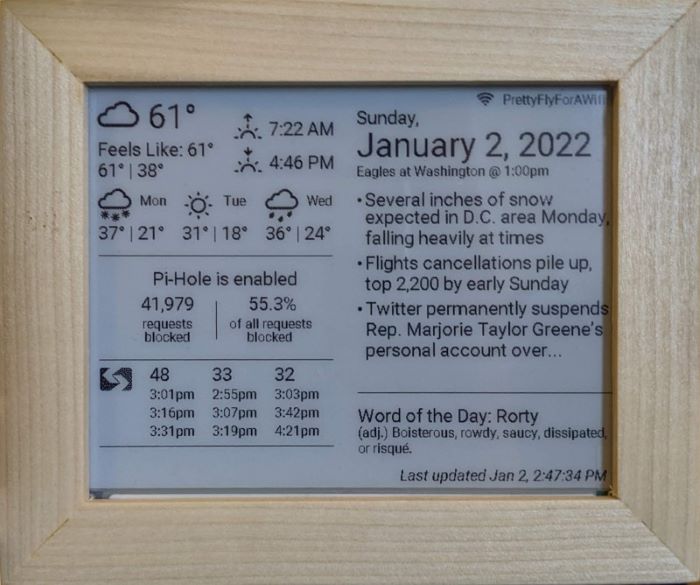 61°
Feels Like: 61°
61° | 38°
7:22 AM
4:46 PM
Mon
37° | 21°
Tue
31° | 18°
Wed
36° | 24°
Pi-Hole is enabled
41,979
requests
blocked
55.3%
of all requests
blocked
48 33 32
3:01pm 2:55pm 3:03pm
3:16pm 3:07pm 3:42pm
3:31pm 3:19pm 4:21pm
PrettyFlyForAWifi
Sunday,
January 2, 2022
Eagles at Washington @ 1:00pm
• Several inches of snow
expected in D.C. area Monday,
falling heavily at times
• Flights cancellations pile up,
top 2,200 by early Sunday
• Twitter permanently suspends
Rep. Marjorie Taylor Greene's
personal account over...
Word of the Day: Rorty
(adj.) Boisterous, rowdy, saucy, dissipated,
or risqué.
Last updated Jan 2, 2:47:34 PM